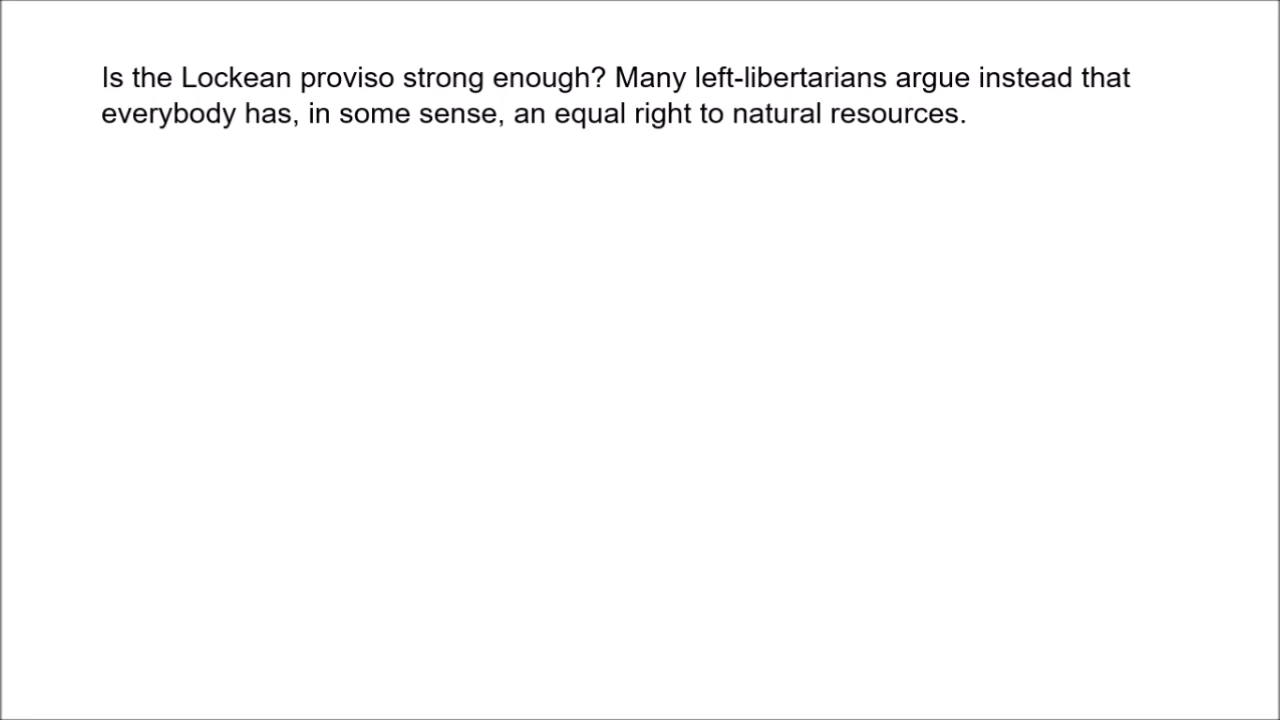 Is the Lockean proviso strong enough? Many left-libertarians argue instead that
everybody has, in some sense, an equal right to natural resources.